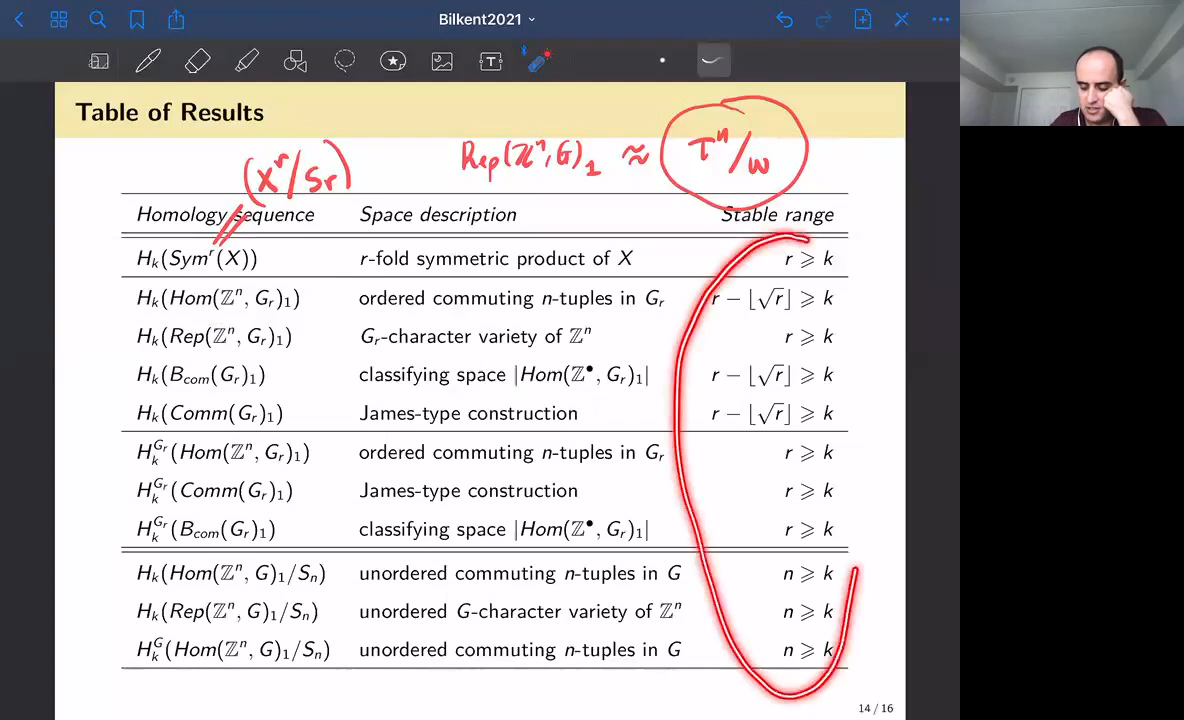 Bilkent2021
Table of Results
(X^r/S_r)
Rep(ℤ^n, G)_1 ≈ T^n/W
Homology sequence Space description Stable range
H_k(Sym^r(X)) r-fold symmetric product of X r ⩾ k
H_k(Hom(ℤ^n, G_r)_1) ordered commuting n-tuples in G_r r − ⌊√r⌋ ⩾ k
H_k(Rep(ℤ^n, G_r)_1) G_r-character variety of ℤ^n r ⩾ k
H_k(B_com(G_r)_1) classifying space |Hom(ℤ^•, G_r)_1| r − ⌊√r⌋ ⩾ k
H_k(Comm(G_r)_1) James-type construction r − ⌊√r⌋ ⩾ k
H_k^{G_r}(Hom(ℤ^n, G_r)_1) ordered commuting n-tuples in G_r r ⩾ k
H_k^{G_r}(Comm(G_r)_1) James-type construction r ⩾ k
H_k^{G_r}(B_com(G_r)_1) classifying space |Hom(ℤ^•, G_r)_1| r ⩾ k
H_k(Hom(ℤ^n, G)_1/S_n) unordered commuting n-tuples in G n ⩾ k
H_k(Rep(ℤ^n, G)_1/S_n) unordered G-character variety of ℤ^n n ⩾ k
H_k^G(Hom(ℤ^n, G)_1/S_n) unordered commuting n-tuples in G n ⩾ k
14 / 16